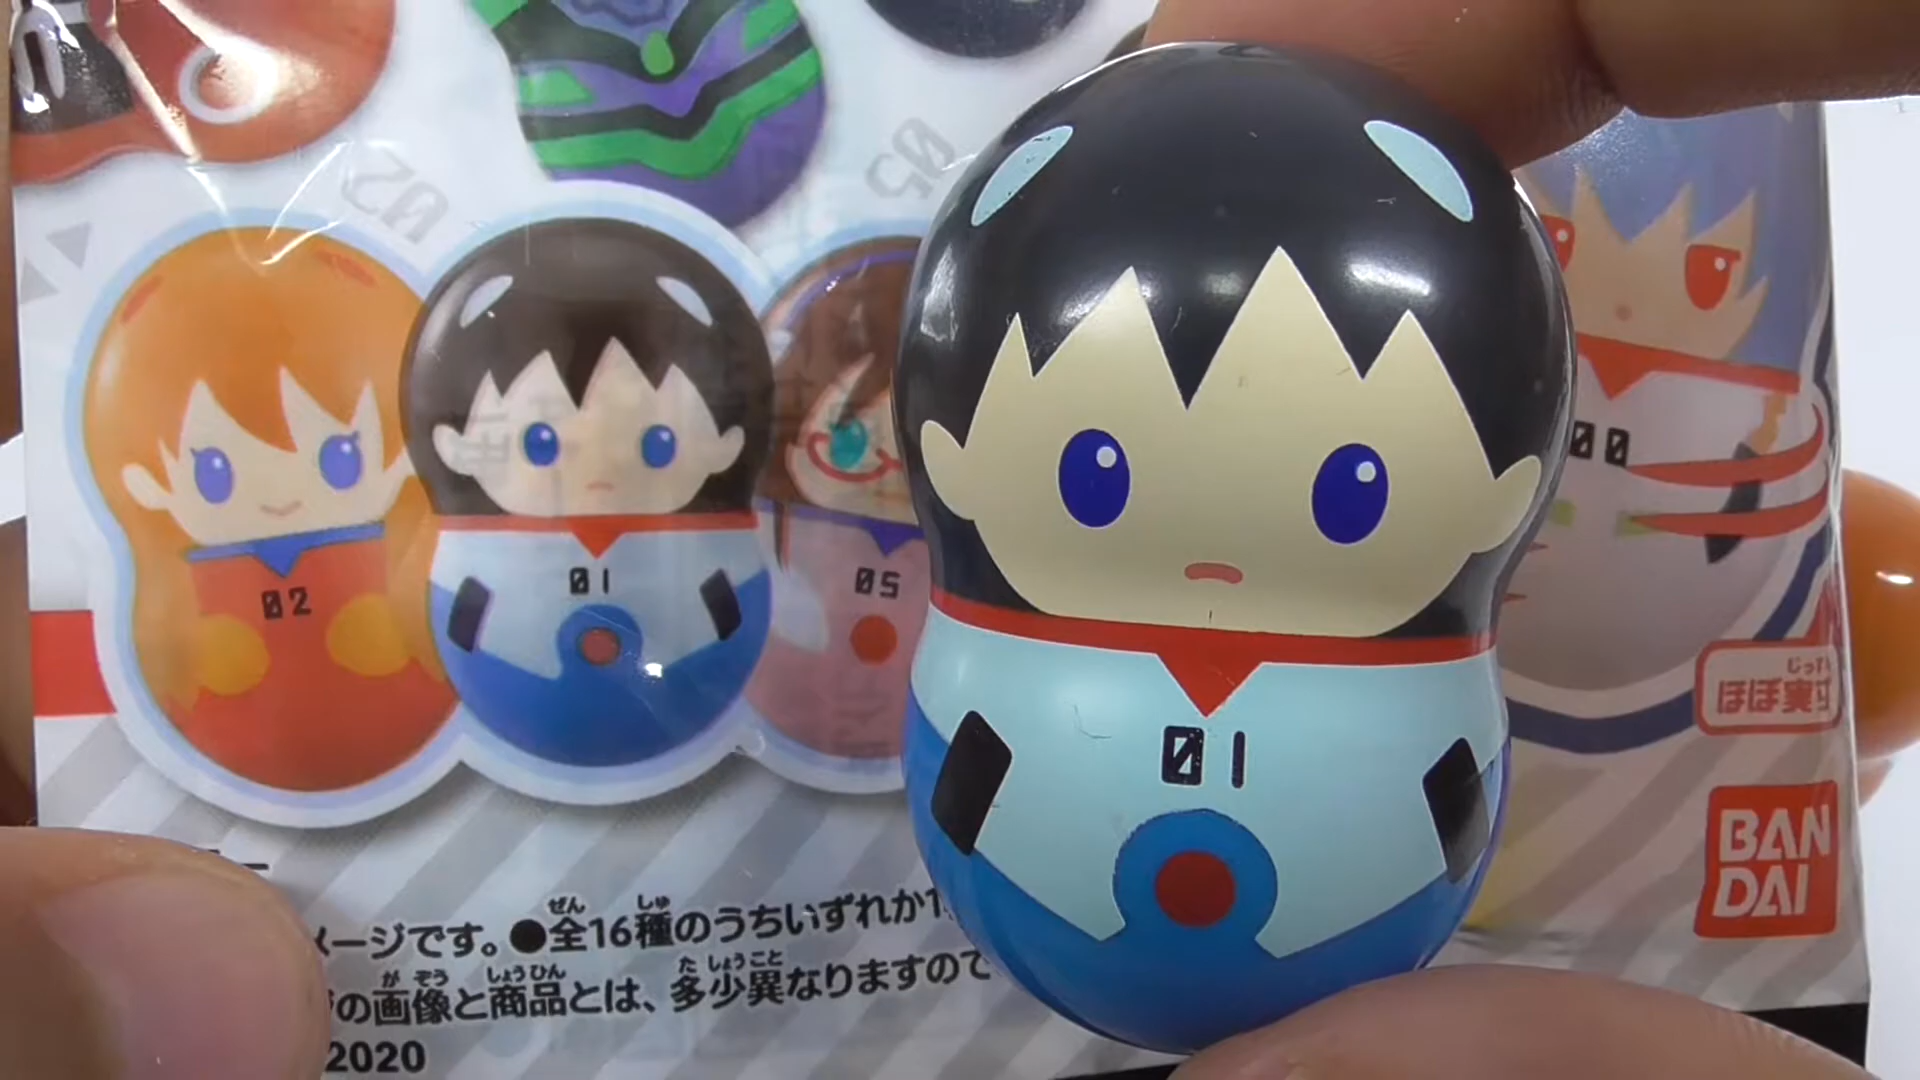 02
01
05
00
01
じっすん
ほぼ実寸
BAN
DAI
メージです。●全16種のうちいずれか1
ぜん しゅ
の画像と商品とは、多少異なりますので
がぞう しょうひん たしょうこと
2020